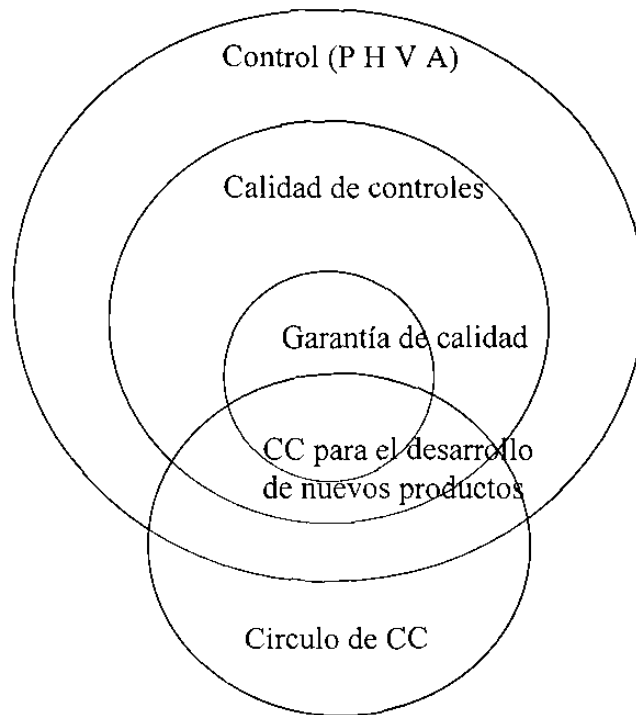 Control (P H V A)
Calidad de controles
Garantía de calidad
CC para el desarrollo
de nuevos productos
Circulo de CC